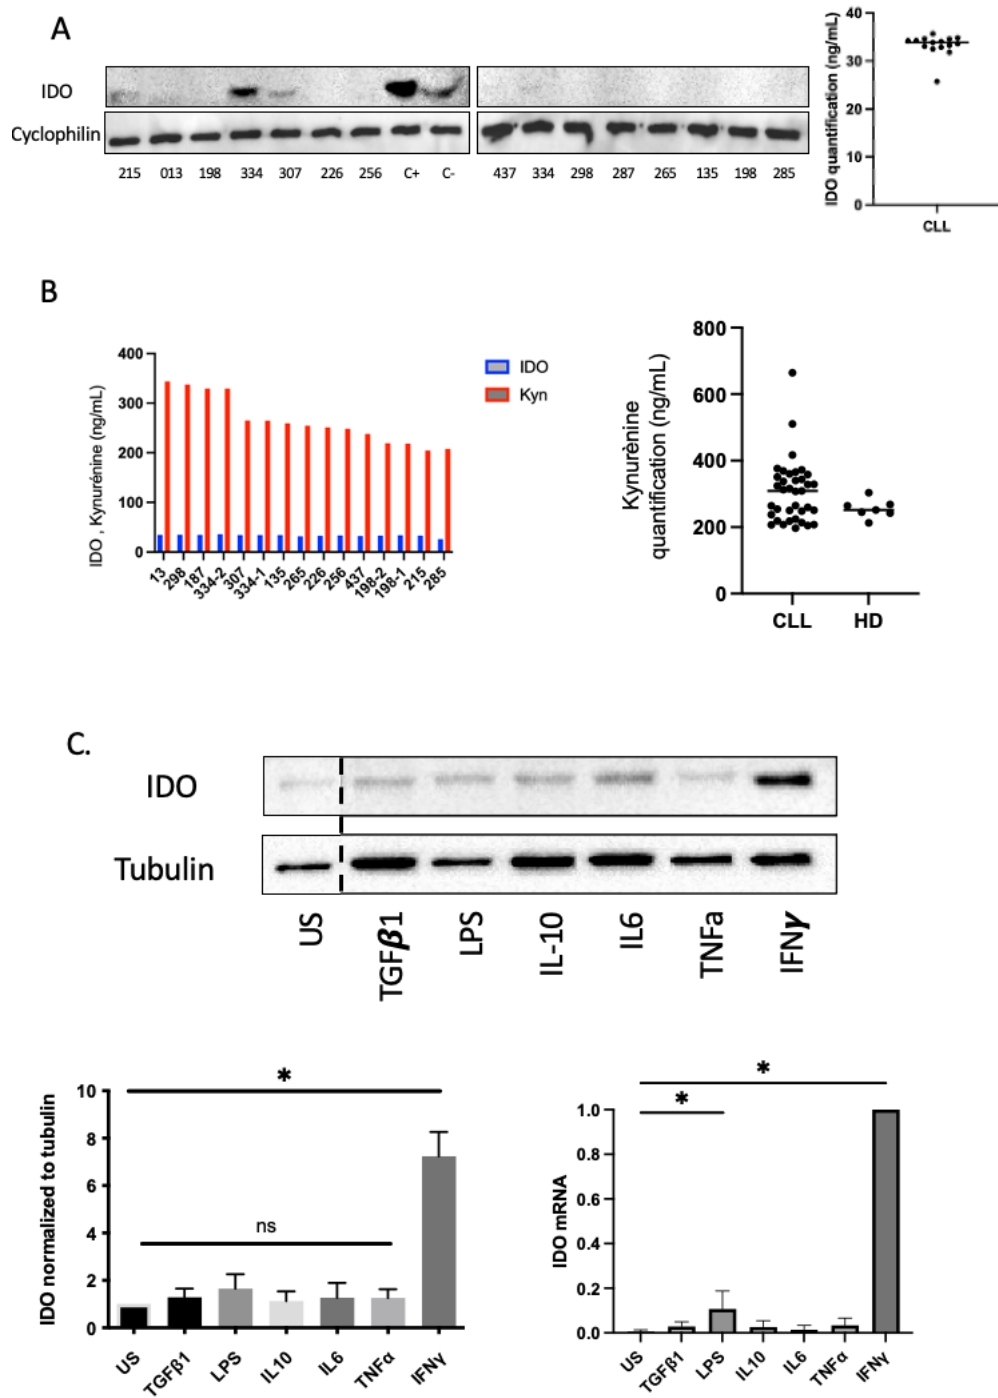 A
IDO
Cyclophilin
215 013 198 334 307 226 256 C+ C-
437 334 298 287 265 135 198 285
IDO quantification (ng/mL)
40
30
20
10
0
CLL
B
IDO , Kynurénine (ng/mL)
400
300
200
100
0
13 298 187 334-2 307 334-1 135 265 226 256 437 198-2 198-1 215 285
IDO
Kyn
Kynurènine
quantification (ng/mL)
800
600
400
200
0
CLL HD
C.
IDO
Tubulin
US TGFβ1 LPS IL-10 IL6 TNFa IFNγ
IDO normalized to tubulin
10
8
6
4
2
0
*
ns
US TGFβ1 LPS IL10 IL6 TNFα IFNγ
IDO mRNA
1.0
0.8
0.6
0.4
0.2
0.0
*
*
US TGFβ1 LPS IL10 IL6 TNFα IFNγ